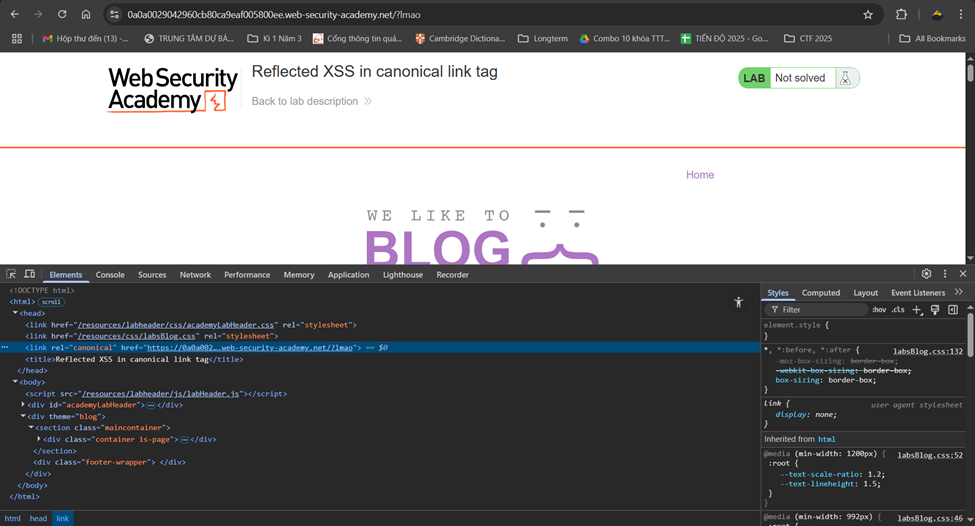 0a0a0029042960cb80ca9eaf005800ee.web-security-academy.net/?lmao
Hộp thư đến (13) -...
TRUNG TÂM DỰ BÁ...
Kì 1 Năm 3
Cổng thông tin quả...
Cambridge Dictiona...
Longterm
Combo 10 khóa TTT...
TIẾN ĐỘ 2025 - Go...
CTF 2025
All Bookmarks
WebSecurity
Academy
Reflected XSS in canonical link tag
Back to lab description
LAB
Not solved
Home
WE LIKE TO
BLOG
Elements Console Sources Network Performance Memory Application Lighthouse Recorder
<!DOCTYPE html>
<html> scroll
<head>
<link href="/resources/labheader/css/academyLabHeader.css" rel="stylesheet">
<link href="/resources/css/labsBlog.css" rel="stylesheet">
<link rel="canonical" href="https://0a0a002….web-security-academy.net/?lmao"> == $0
<title>Reflected XSS in canonical link tag</title>
</head>
<body>
<script src="/resources/labheader/js/labHeader.js"></script>
<div id="academyLabHeader">…</div>
<div theme="blog">
<section class="maincontainer">
<div class="container is-page">…</div>
</section>
<div class="footer-wrapper"> </div>
</div>
</body>
</html>
html head link
Styles Computed Layout Event Listeners
Filter :hov .cls
element.style {
}
*, *:before, *:after { labsBlog.css:132
-moz-box-sizing: border-box;
-webkit-box-sizing: border-box;
box-sizing: border-box;
}
link { user agent stylesheet
display: none;
}
Inherited from html
@media (min-width: 1200px) { labsBlog.css:52
:root {
--text-scale-ratio: 1.2;
--text-lineheight: 1.5;
}
}
@media (min-width: 992px) { labsBlog.css:46